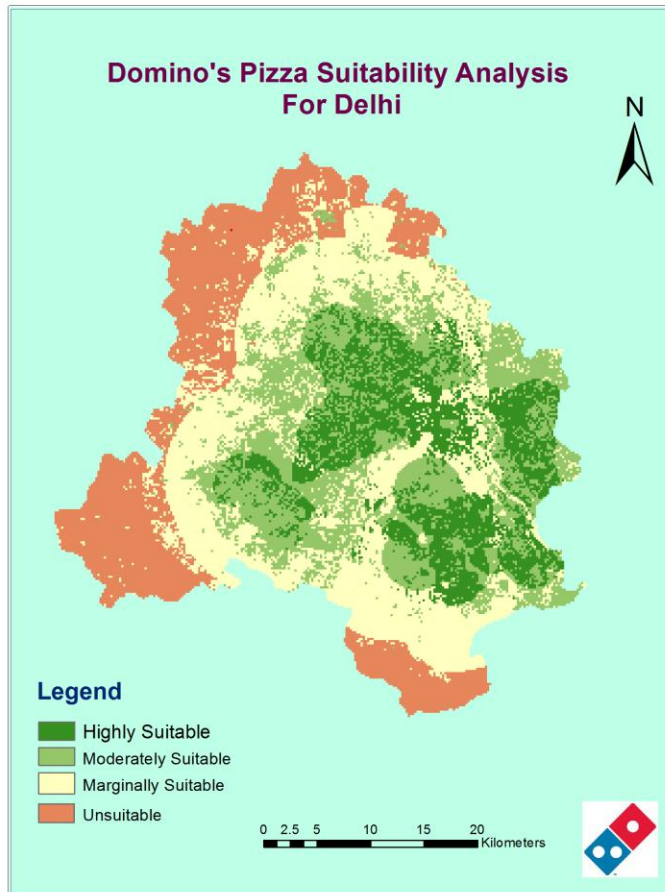 Domino's Pizza Suitability Analysis
For Delhi
N
Legend
Highly Suitable
Moderately Suitable
Marginally Suitable
Unsuitable
0 2.5 5 10 15 20
Kilometers